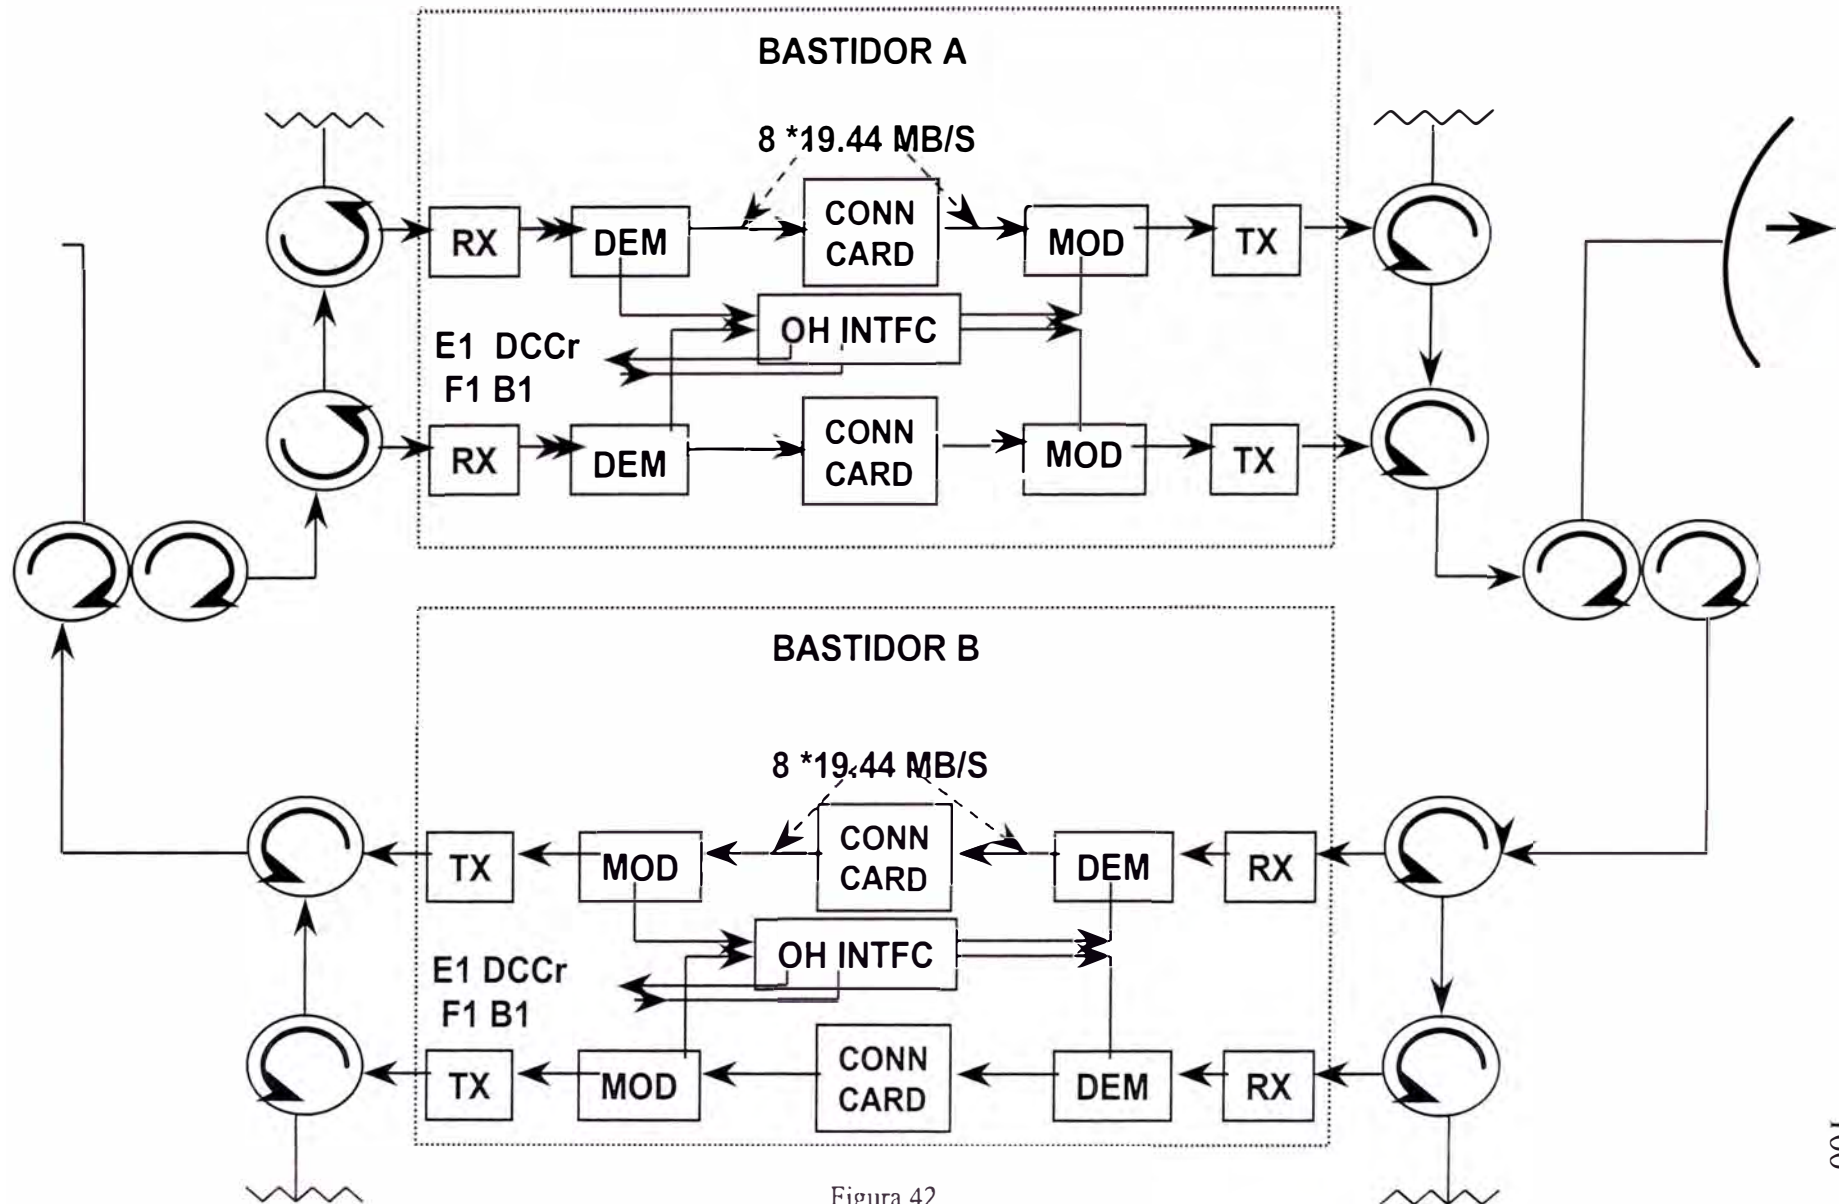 BASTIDOR A
8 *19.44 MB/S
RX
DEM
CONN
CARD
MOD
TX
OH INTFC
E1 DCCr
F1 B1
RX
DEM
CONN
CARD
MOD
TX
BASTIDOR B
8 *19.44 MB/S
TX
MOD
CONN
CARD
DEM
RX
OH INTFC
E1 DCCr
F1 B1
TX
MOD
CONN
CARD
DEM
RX
Figura 42